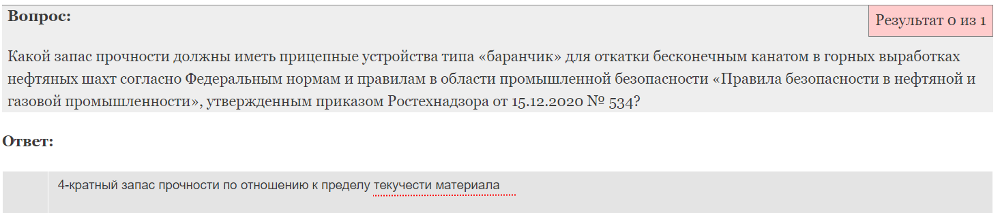 Вопрос:
Результат 0 из 1
Какой запас прочности должны иметь прицепные устройства типа «баранчик» для откатки бесконечным канатом в горных выработках
нефтяных шахт согласно Федеральным нормам и правилам в области промышленной безопасности «Правила безопасности в нефтяной и
газовой промышленности», утвержденным приказом Ростехнадзора от 15.12.2020 № 534?
Ответ:
4-кратный запас прочности по отношению к пределу текучести материала